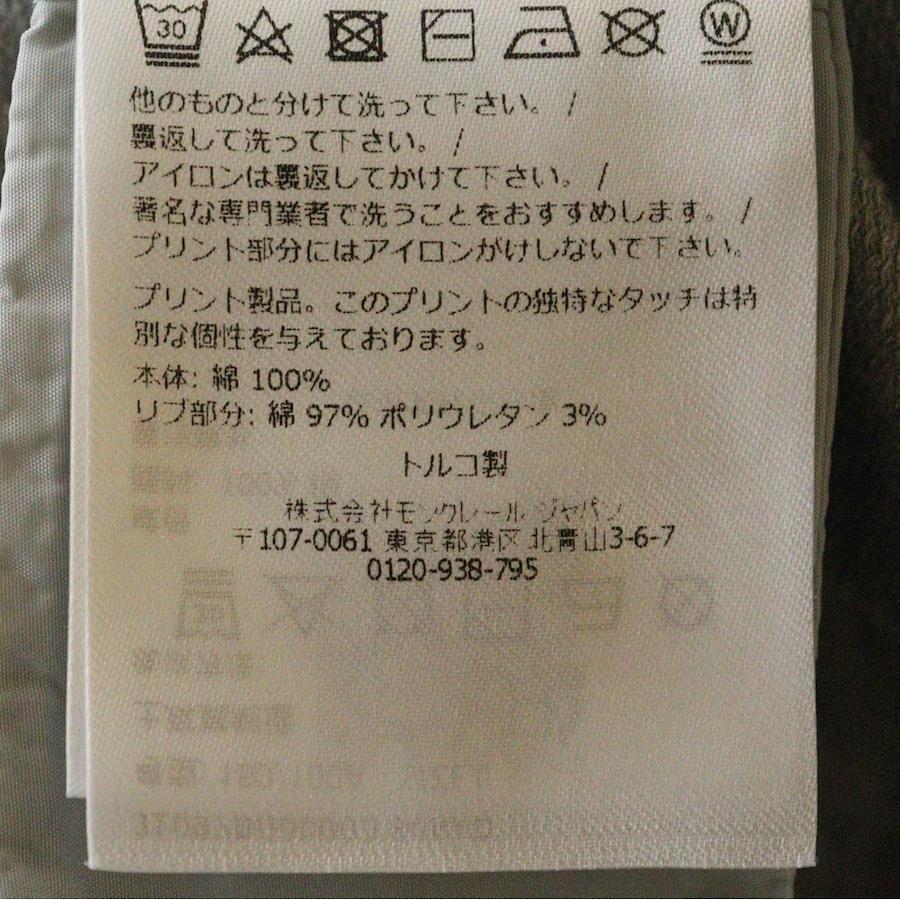 30 W
他のものと分けて洗って下さい。 /
裏返して洗って下さい。 /
アイロンは裏返してかけて下さい。 /
著名な専門業者で洗うことをおすすめします。 /
プリント部分にはアイロンがけしないで下さい。
プリント製品。このプリントの独特なタッチは特
別な個性を与えております。
本体: 綿 100%
リブ部分: 綿 97% ポリウレタン 3%
トルコ製
株式会社モンクレール ジャパン
〒107-0061 東京都港区北青山3-6-7
0120-938-795